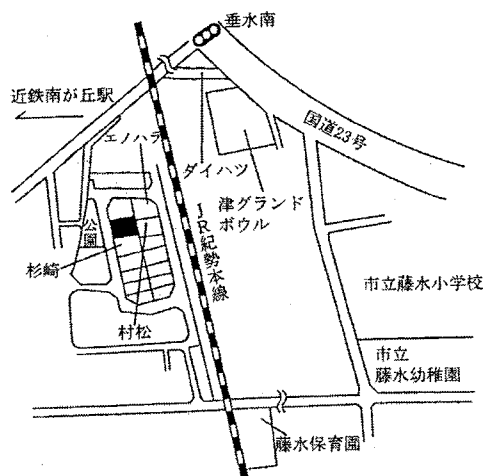 垂水南
近鉄南が丘駅
国道23号
エノハラ
ダイハツ
津グランド
ボウル
JR紀勢本線
公園
杉崎
村松
市立藤水小学校
市立
藤水幼稚園
藤水保育園